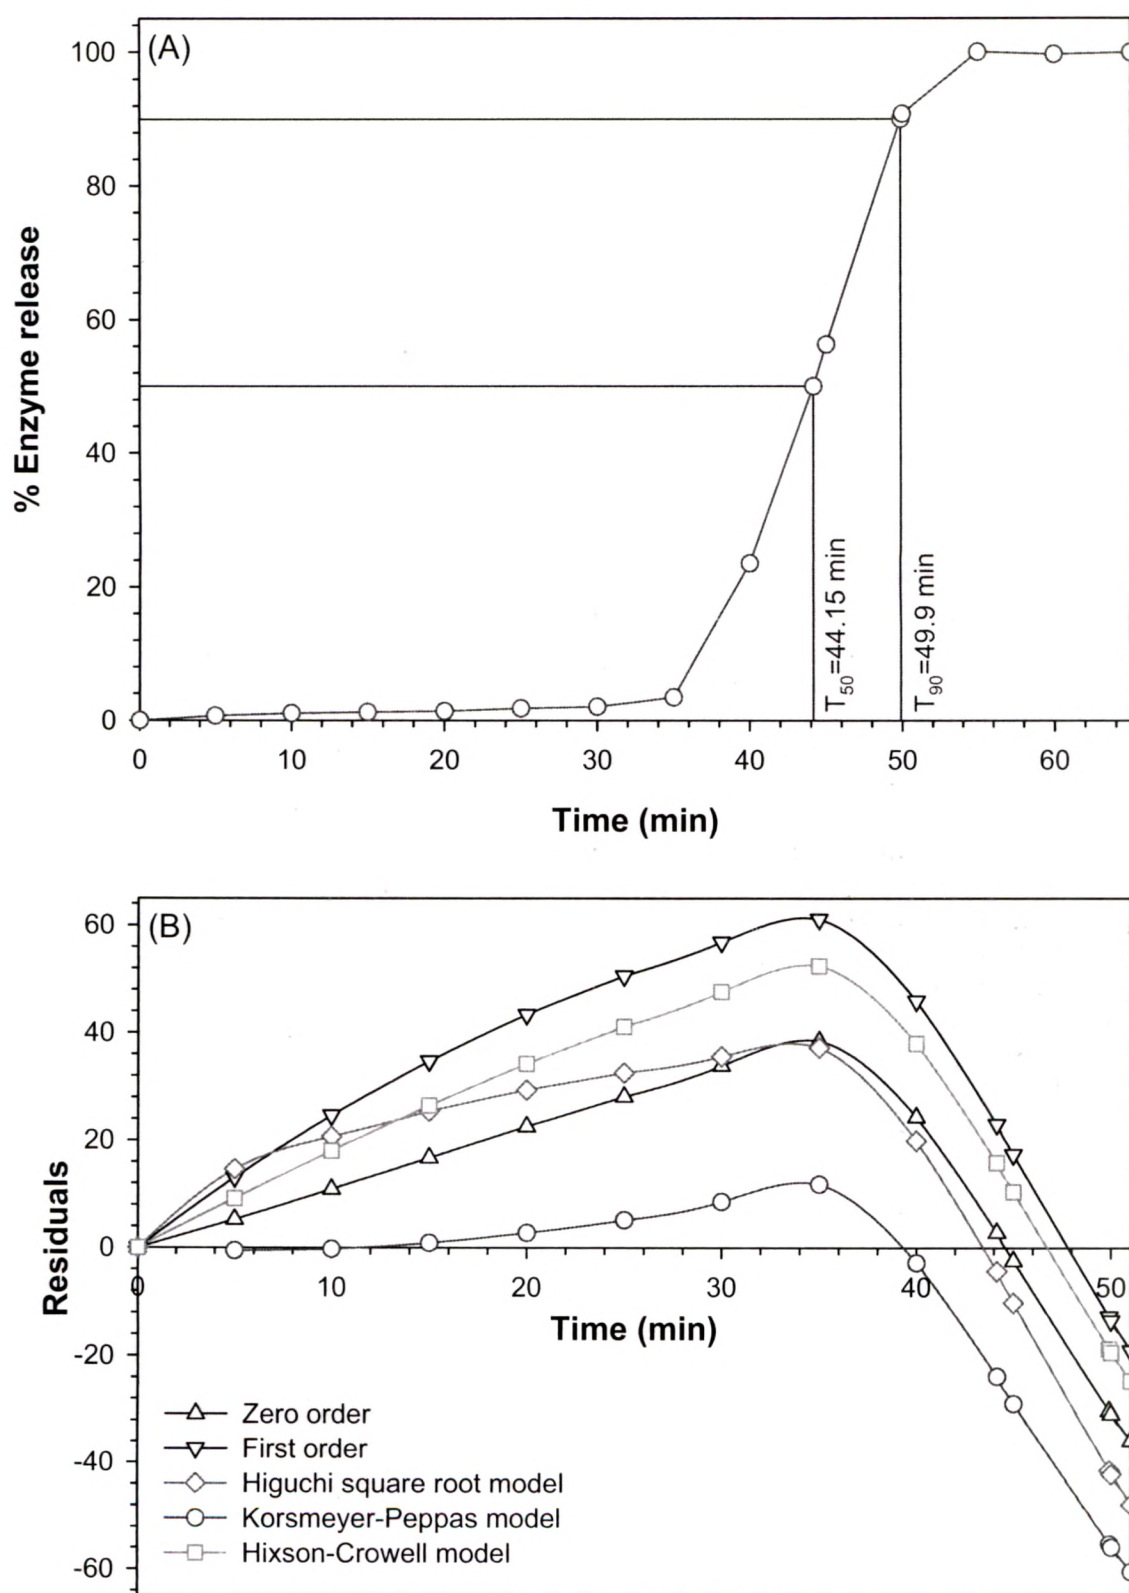 (A)
100
80
60
40
20
0
% Enzyme release
T50=44.15 min
T90=49.9 min
0 10 20 30 40 50 60
Time (min)
(B)
60
40
20
0
-20
-40
-60
Residuals
0 10 20 30 40 50
Time (min)
Zero order
First order
Higuchi square root model
Korsmeyer-Peppas model
Hixson-Crowell model